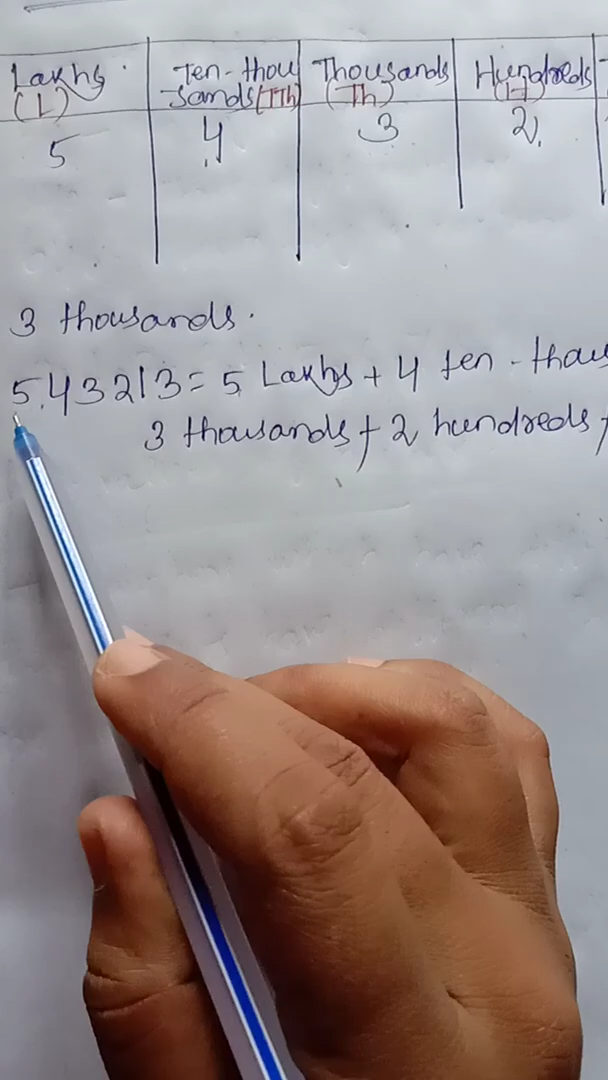 Lakhs Ten-thou Thousands Hundreds
(L) sands(TTh) (Th) (H)
5 4 3 2
3 thousands.
5,43213 = 5 Lakhs + 4 ten-thou
3 thousands + 2 hundreds +